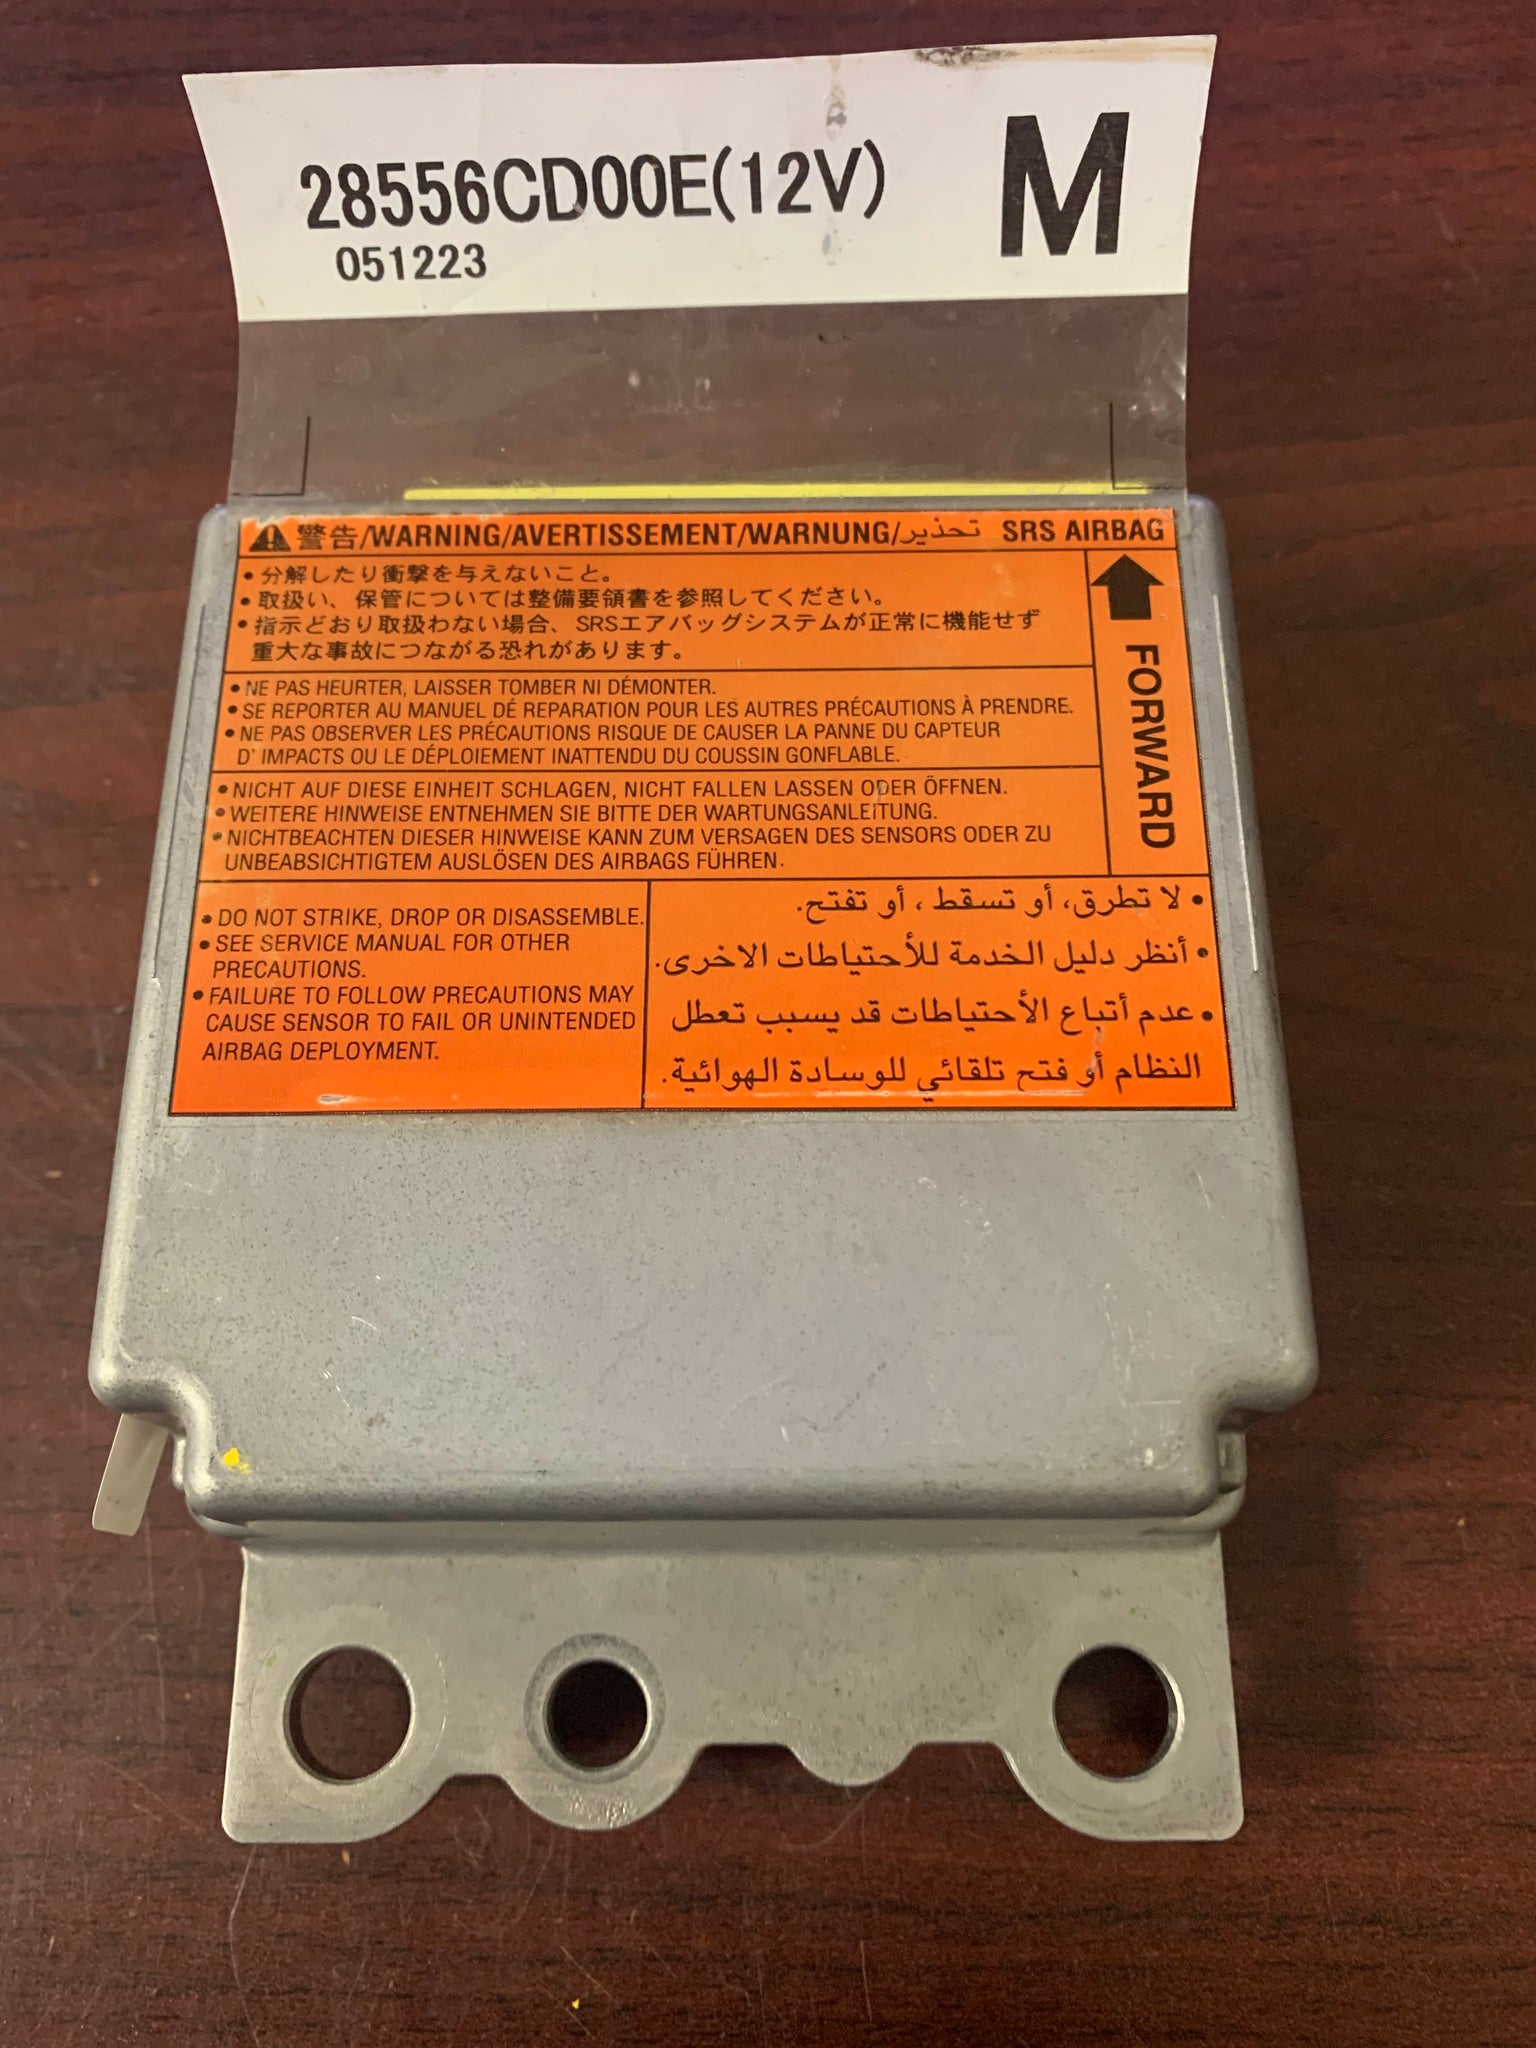 28556CD00E(12V) M
051223
警告/WARNING/AVERTISSEMENT/WARNUNG/تحذير SRS AIRBAG
• 分解したり衝撃を与えないこと。
• 取扱い、保管については整備要領書を参照してください。
• 指示どおり取扱わない場合、SRSエアバッグシステムが正常に機能せず
重大な事故につながる恐れがあります。
FORWARD
• NE PAS HEURTER, LAISSER TOMBER NI DÉMONTER.
• SE REPORTER AU MANUEL DÉ REPARATION POUR LES AUTRES PRÉCAUTIONS À PRENDRE.
• NE PAS OBSERVER LES PRÉCAUTIONS RISQUE DE CAUSER LA PANNE DU CAPTEUR
D' IMPACTS OU LE DÉPLOIEMENT INATTENDU DU COUSSIN GONFLABLE.
• NICHT AUF DIESE EINHEIT SCHLAGEN, NICHT FALLEN LASSEN ODER ÖFFNEN.
• WEITERE HINWEISE ENTNEHMEN SIE BITTE DER WARTUNGSANLEITUNG.
• NICHTBEACHTEN DIESER HINWEISE KANN ZUM VERSAGEN DES SENSORS ODER ZU
UNBEABSICHTIGTEM AUSLÖSEN DES AIRBAGS FÜHREN.
• DO NOT STRIKE, DROP OR DISASSEMBLE.
• SEE SERVICE MANUAL FOR OTHER
PRECAUTIONS.
• FAILURE TO FOLLOW PRECAUTIONS MAY
CAUSE SENSOR TO FAIL OR UNINTENDED
AIRBAG DEPLOYMENT.
• لا تطرق، أو تسقط ، أو تفتح.
• أنظر دليل الخدمة للأحتياطات الاخرى.
• عدم أتباع الأحتياطات قد يسبب تعطل
النظام أو فتح تلقائي للوسادة الهوائية.